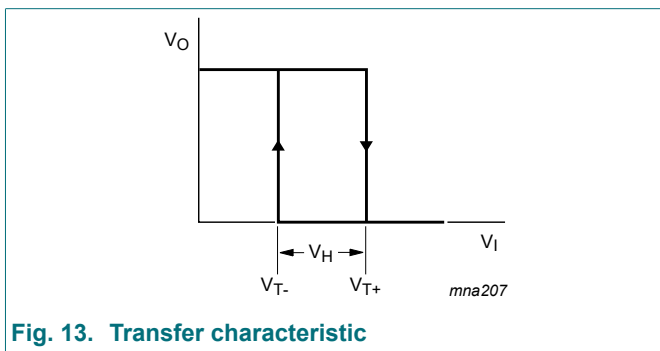 VO
VH
VI
VT- VT+
mna207
Fig. 13. Transfer characteristic